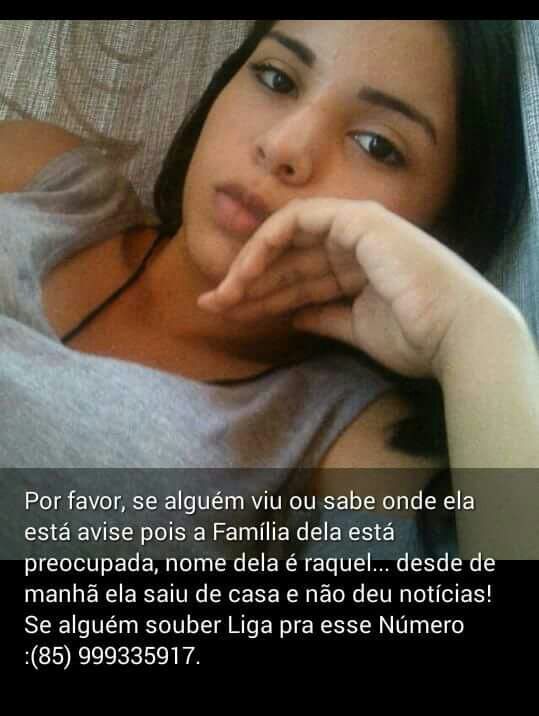 Por favor, se alguém viu ou sabe onde ela
está avise pois a Família dela está
preocupada, nome dela é raquel... desde de
manhã ela saiu de casa e não deu notícias!
Se alguém souber Liga pra esse Número
:(85) 999335917.